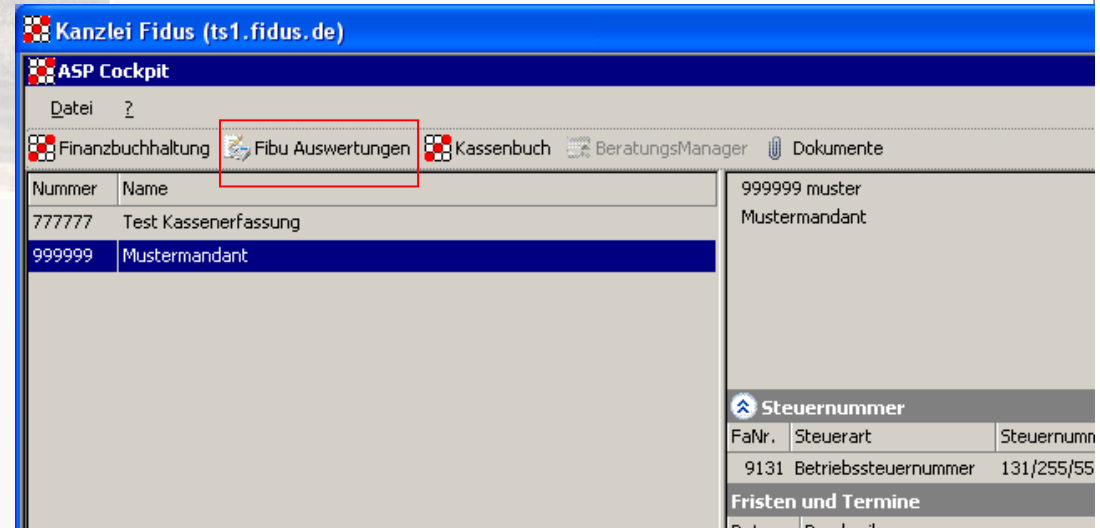 Kanzlei Fidus (ts1.fidus.de)
ASP Cockpit
Datei ?
Finanzbuchhaltung Fibu Auswertungen Kassenbuch BeratungsManager Dokumente
Nummer Name
777777 Test Kassenerfassung
999999 Mustermandant
999999 muster
Mustermandant
Steuernummer
FaNr. Steuerart
9131 Betriebssteuernummer 131/255/55
Fristen und Termine